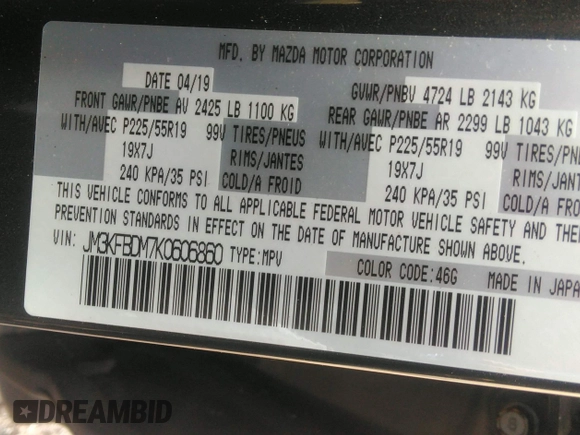 MFD. BY MAZDA MOTOR CORPORATION
DATE 04/19
GVWR/PNBV 4724 LB 2143 KG
FRONT GAWR/PNBE AV 2425 LB 1100 KG
REAR GAWR/PNBE AR 2299 LB 1043 KG
WITH/AVEC P225/55R19 99V TIRES/PNEUS
WITH/AVEC P225/55R19 99V TIRES/PNE
19X7J RIMS/JANTES
19X7J RIMS/JANTES
240 KPA/35 PSI COLD/A FROID
240 KPA/35 PSI COLD/A FROI
THIS VEHICLE CONFORMS TO ALL APPLICABLE FEDERAL MOTOR VEHICLE SAFETY AND THE
PREVENTION STANDARDS IN EFFECT ON THE DATE OF MANUFACTURE SHOWN ABOVE.
VIN: JM3KFBDM7K0606860 TYPE:MPV
COLOR CODE:46G MADE IN JAPA
DREAMBID